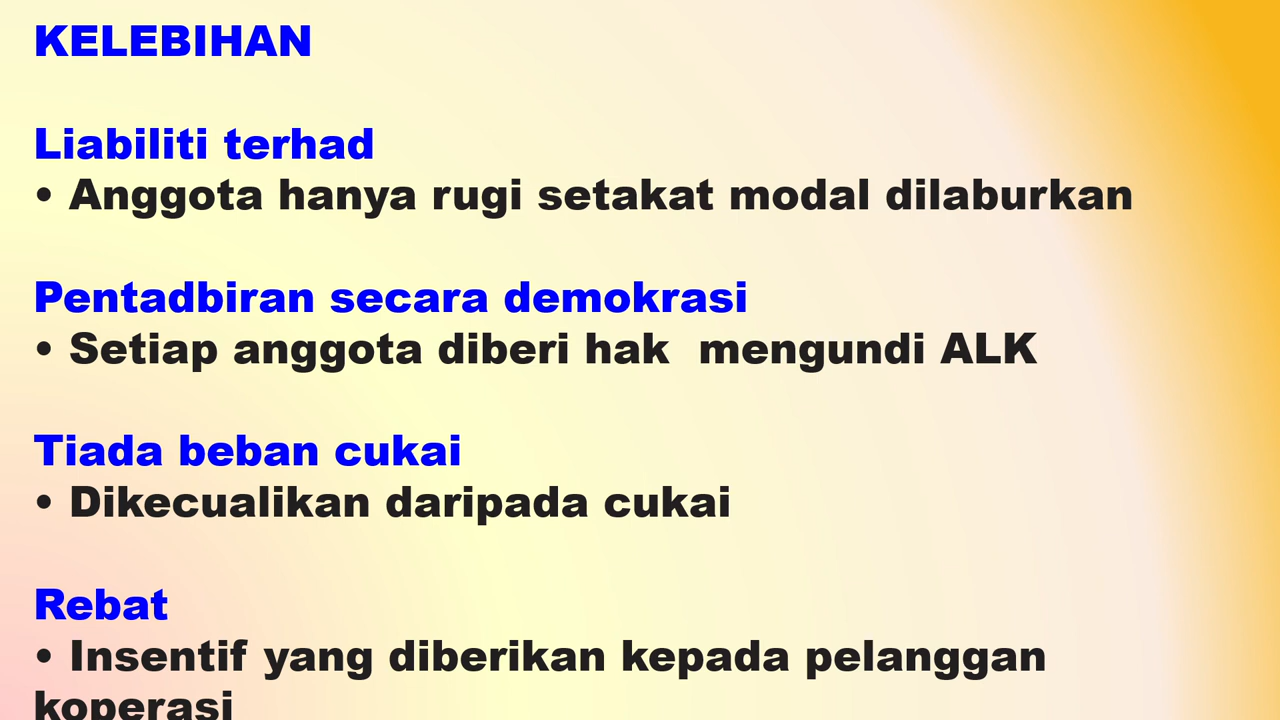 KELEBIHAN
Liabiliti terhad
• Anggota hanya rugi setakat modal dilaburkan
Pentadbiran secara demokrasi
• Setiap anggota diberi hak  mengundi ALK
Tiada beban cukai
• Dikecualikan daripada cukai
Rebat
• Insentif yang diberikan kepada pelanggan
koperasi